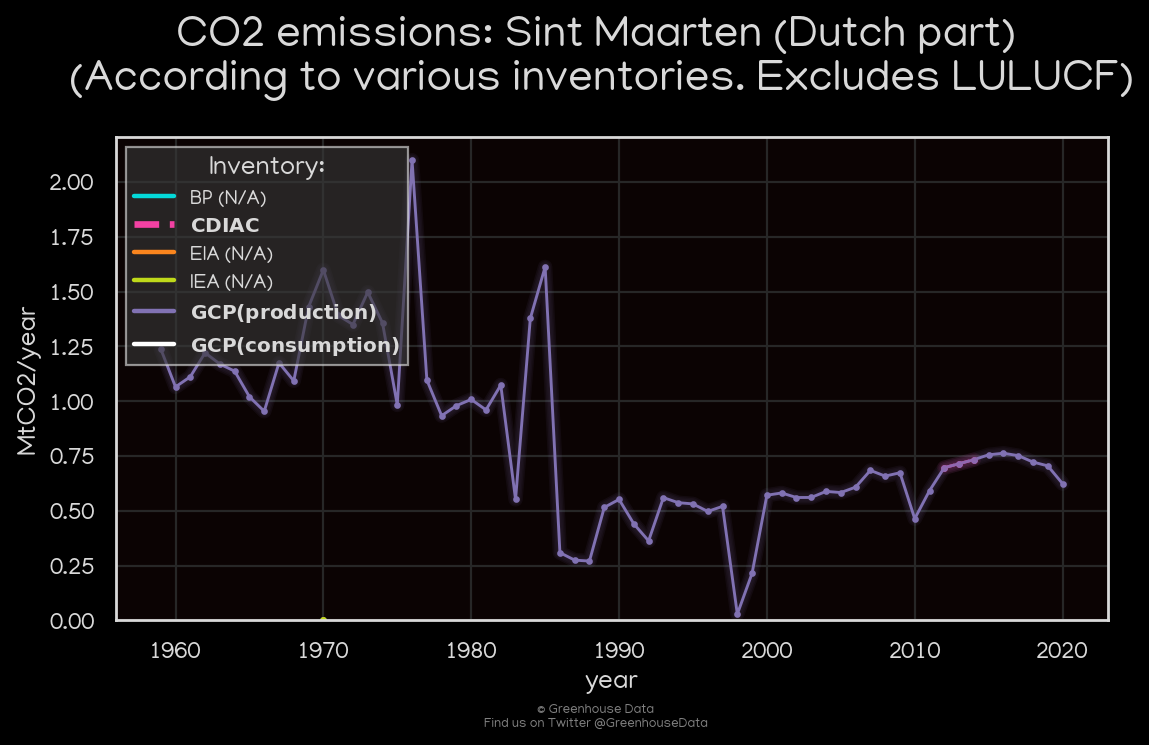 CO2 emissions: Sint Maarten (Dutch part)
(According to various inventories. Excludes LULUCF)
Inventory:
BP (N/A)
CDIAC
EIA (N/A)
IEA (N/A)
GCP(production)
GCP(consumption)
MtCO2/year
2.00
1.75
1.50
1.25
1.00
0.75
0.50
0.25
0.00
1960 1970 1980 1990 2000 2010 2020
year
© Greenhouse Data
Find us on Twitter @GreenhouseData